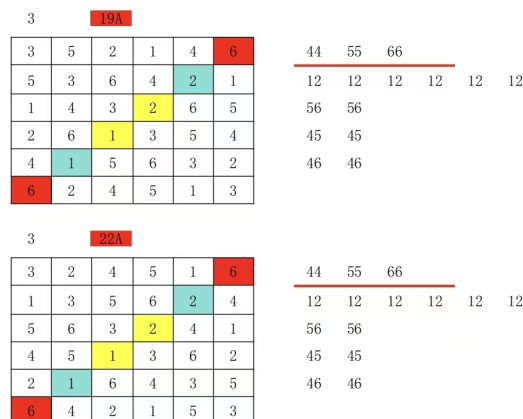 3 19A
3 5 2 1 4 6 44 55 66
5 3 6 4 2 1 12 12 12 12 12 12
1 4 3 2 6 5 56 56
2 6 1 3 5 4 45 45
4 1 5 6 3 2 46 46
6 2 4 5 1 3
3 22A
3 2 4 5 1 6 44 55 66
1 3 5 6 2 4 12 12 12 12 12 12
5 6 3 2 4 1 56 56
4 5 1 3 6 2 45 45
2 1 6 4 3 5 46 46
6 4 2 1 5 3